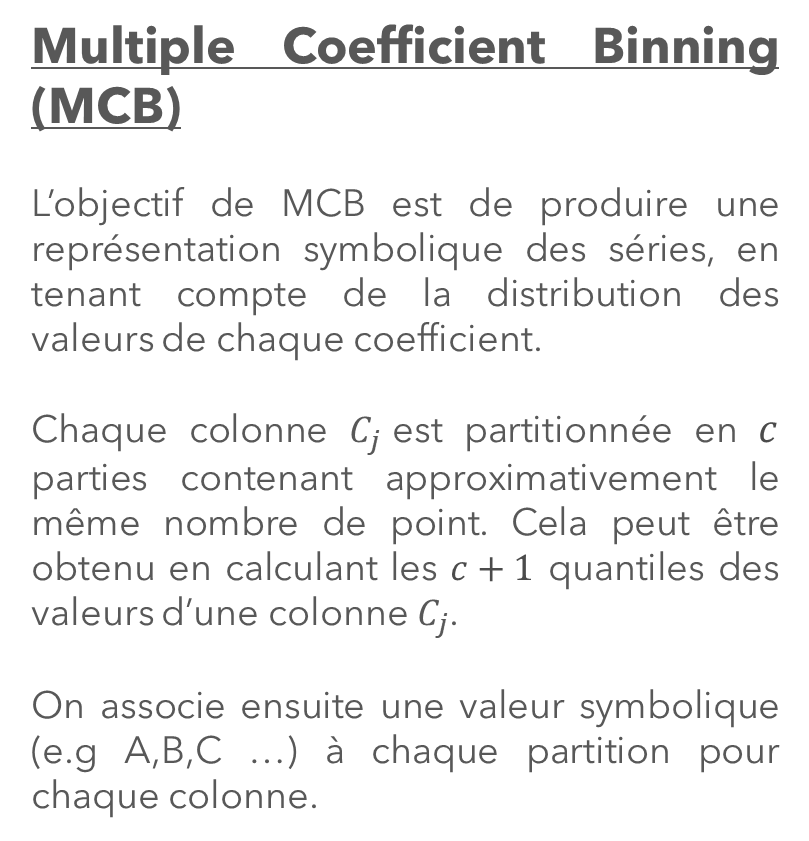 Multiple Coefficient Binning
(MCB)
L’objectif de MCB est de produire une
représentation symbolique des séries, en
tenant compte de la distribution des
valeurs de chaque coefficient.
Chaque colonne C_j est partitionnée en c
parties contenant approximativement le
même nombre de point. Cela peut être
obtenu en calculant les c + 1 quantiles des
valeurs d’une colonne C_j.
On associe ensuite une valeur symbolique
(e.g A,B,C …) à chaque partition pour
chaque colonne.